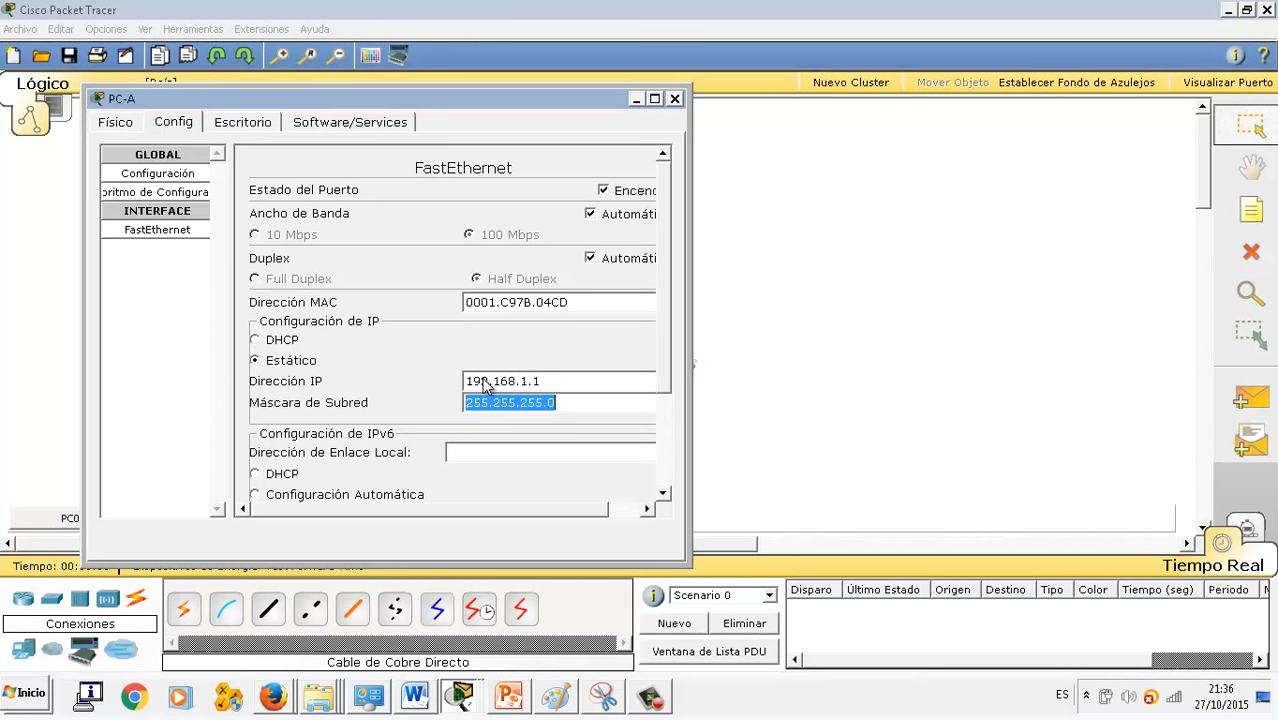 Cisco Packet Tracer
Archivo Editar Opciones Ver Herramientas Extensiones Ayuda
Lógico
Nuevo Cluster Mover Objeto Establecer Fondo de Azulejos Visualizar Puerto
PC-A
Físico Config Escritorio Software/Services
GLOBAL
Configuración
oritmo de Configura
INTERFACE
FastEthernet
FastEthernet
Estado del Puerto Encenc
Ancho de Banda Automáti
10 Mbps 100 Mbps
Duplex Automáti
Full Duplex Half Duplex
Dirección MAC 0001.C97B.04CD
Configuración de IP
DHCP
Estático
Dirección IP 192.168.1.1
Máscara de Subred 255.255.255.0
Configuración de IPv6
Dirección de Enlace Local:
DHCP
Configuración Automática
PC0
Tiempo:
Tiempo Real
Conexiones
Cable de Cobre Directo
Scenario 0
Nuevo Eliminar
Ventana de Lista PDU
Disparo Último Estado Origen Destino Tipo Color Tiempo (seg) Periodo
Inicio
ES
21:36
27/10/2015